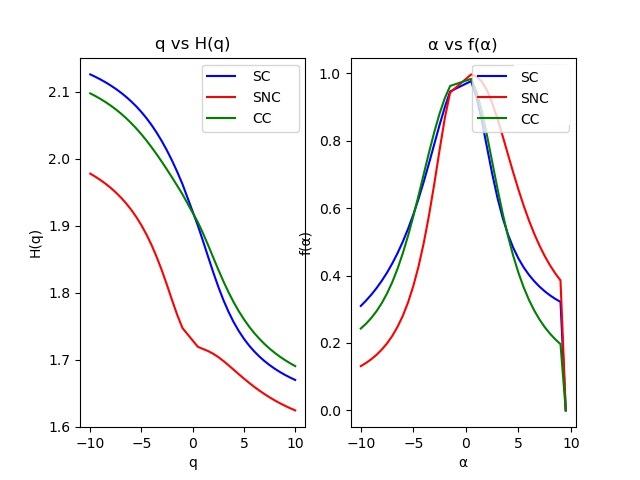 q vs H(q)
SC
SNC
CC
2.1
2.0
1.9
1.8
1.7
1.6
H(q)
−10
−5
0
5
10
q
α vs f(α)
SC
SNC
CC
1.0
0.8
0.6
0.4
0.2
0.0
f(α)
−10
−5
0
5
10
α